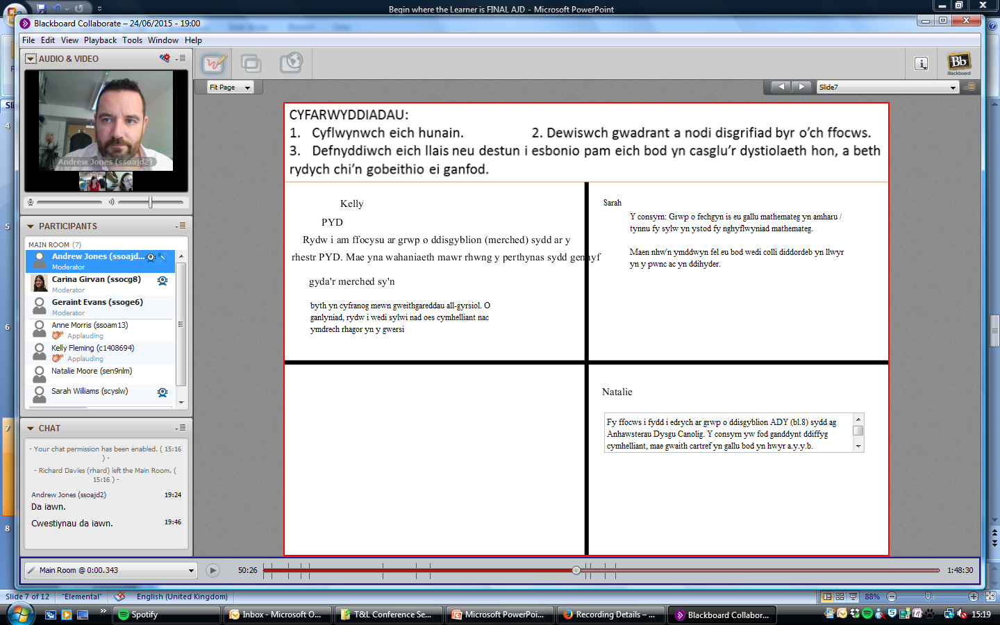 Begin where the Learner is FINAL AJD - Microsoft PowerPoint
Blackboard Collaborate – 24/06/2015 - 19:00
File Edit View Playback Tools Window Help
AUDIO & VIDEO
Andrew Jones (ssoajd2)
PARTICIPANTS
MAIN ROOM (7)
Andrew Jones (ssoajd...
Moderator
Carina Girvan (ssocg8)
Moderator
Geraint Evans (ssoge6)
Moderator
Anne Morris (ssoam13)
Applauding
Kelly Fleming (c1408694)
Applauding
Natalie Moore (sen9nlm)
Sarah Williams (scyslw)
CHAT
- Your chat permission has been enabled. ( 15:16
) -
- Richard Davies (rhard) left the Main Room. (
15:16 ) -
Andrew Jones (ssoajd2) 19:24
Da iawn.
Cwestiynau da iawn. 19:46
Main Room @ 0:00.343
Fit Page
Slide7
Bb
Blackboard
CYFARWYDDIADAU:
1. Cyflwynwch eich hunain. 2. Dewiswch gwadrant a nodi disgrifiad byr o'ch ffocws.
3. Defnyddiwch eich llais neu destun i esbonio pam eich bod yn casglu'r dystiolaeth hon, a beth
rydych chi'n gobeithio ei ganfod.
Kelly
PYD
Rydw i am ffocysu ar grwp o ddisgyblion (merched) sydd ar y
rhestr PYD. Mae yna wahaniaeth mawr rhwng y perthynas sydd gennyf
gyda'r merched sy'n
byth yn cyfranog mewn gweithgareddau all-gyrsiol. O
ganlyniad, rydw i wedi sylwi nad oes cymhelliant nac
ymdrech rhagor yn y gwersi
Sarah
Y consyrn: Grwp o fechgyn is eu gallu mathemateg yn amharu /
tynnu fy sylw yn ystod fy nghyflwyniad mathemateg.
Maen nhw'n ymddwyn fel eu bod wedi colli diddordeb yn llwyr
yn y pwnc ac yn ddihyder.
Natalie
Fy ffocws i fydd i edrych ar grwp o ddisgyblion ADY (bl.8) sydd ag
Anhawsterau Dysgu Canolig. Y consyrn yw fod ganddynt ddiffyg
cymhelliant, mae gwaith cartref yn gallu bod yn hwyr a.y.y.b.
50:26
1:48:30
4
5
6
7
8
Slide 7 of 12 "Elemental" English (United Kingdom) 88%
Spotify
Inbox - Microsoft O...
T&L Conference Se...
Microsoft PowerPoi...
Recording Details – ...
Blackboard Collabor...
15:19